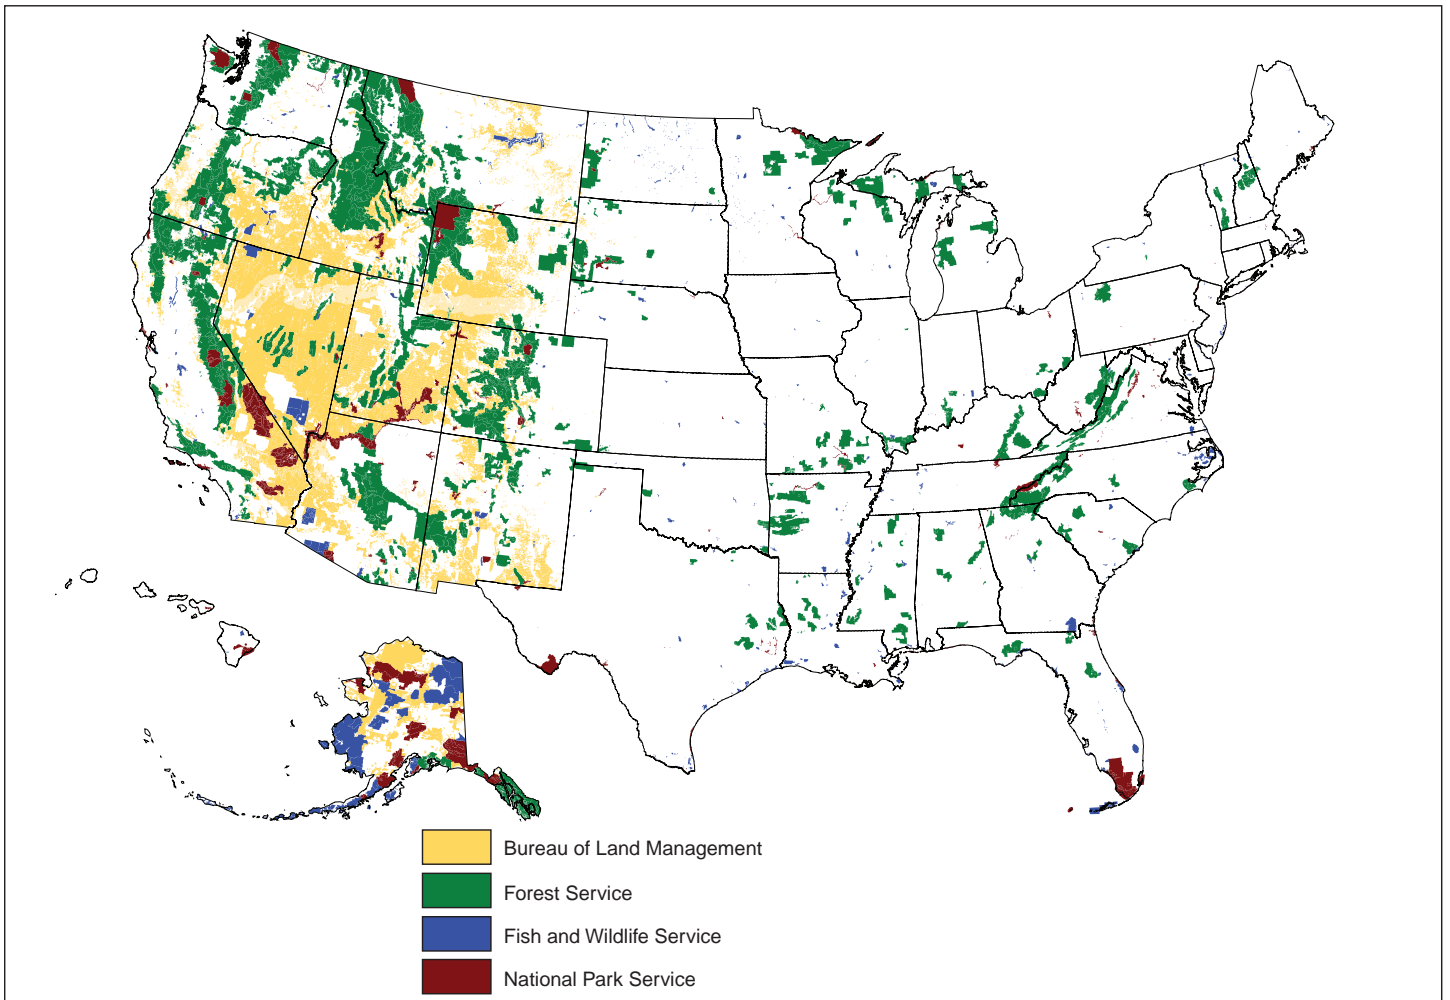 Bureau of Land Management
Forest Service
Fish and Wildlife Service
National Park Service